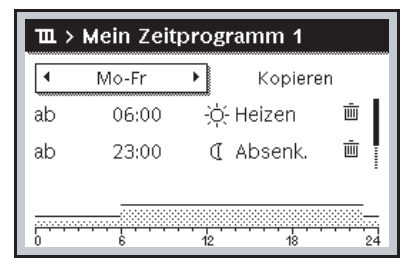 > Mein Zeitprogramm 1
Mo-Fr Kopieren
ab 06:00 Heizen
ab 23:00 Absenk.
0 6 12 18 24